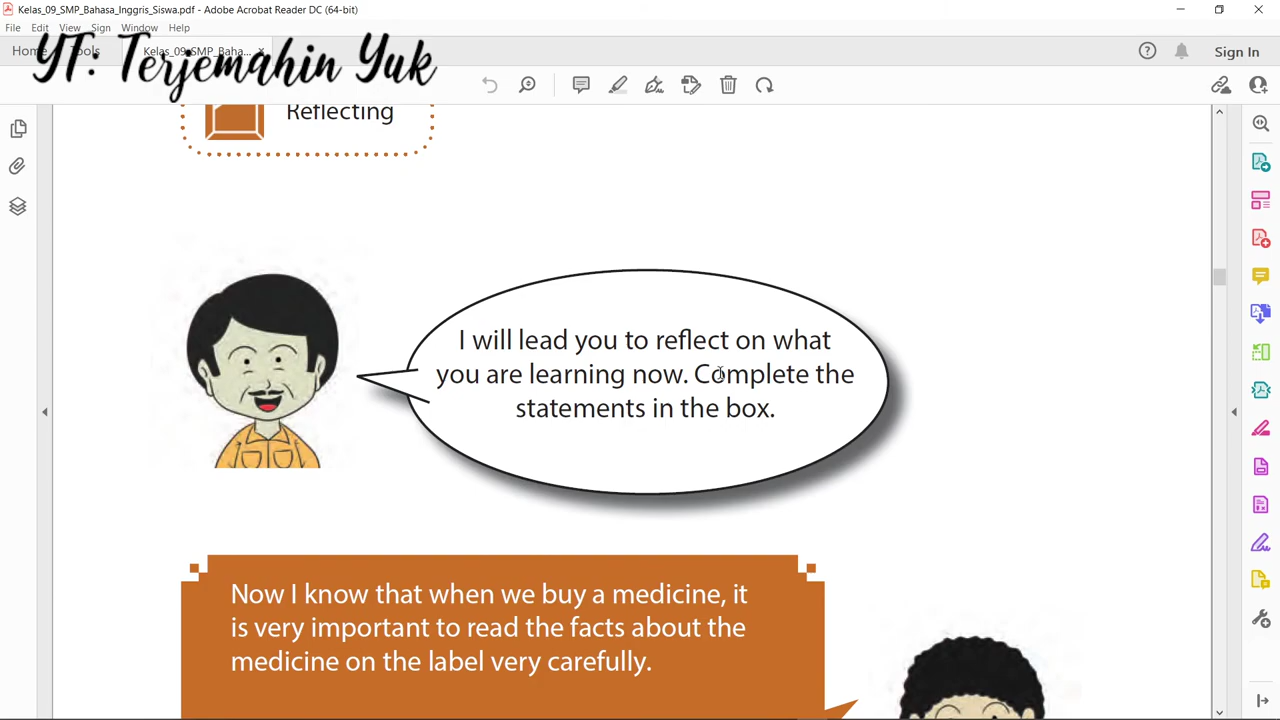 Kelas_09_SMP_Bahasa_Inggris_Siswa.pdf - Adobe Acrobat Reader DC (64-bit)
File Edit View Sign Window Help
Home Tools Kelas_09_SMP_Baha... × Sign In
YT: Terjemahin Yuk
Reflecting
I will lead you to reflect on what
you are learning now. Complete the
statements in the box.
Now I know that when we buy a medicine, it
is very important to read the facts about the
medicine on the label very carefully.